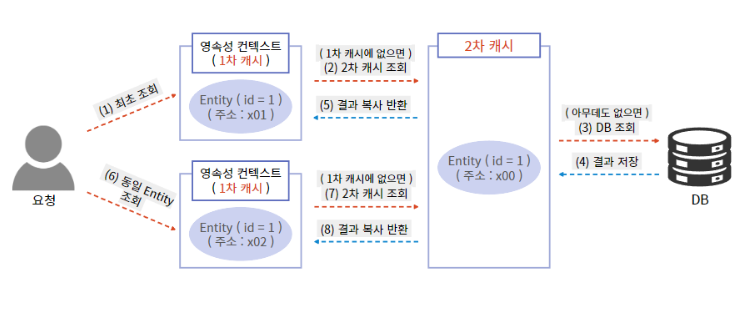 영속성 컨텍스트
( 1차 캐시 )
Entity ( id = 1 )
( 주소 : x01 )
(1) 최초 조회
( 1차 캐시에 없으면 )
(2) 2차 캐시 조회
(5) 결과 복사 반환
2차 캐시
Entity ( id = 1 )
( 주소 : x00 )
( 아무데도 없으면 )
(3) DB 조회
(4) 결과 저장
DB
요청
(6) 동일 Entity
조회
영속성 컨텍스트
( 1차 캐시 )
Entity ( id = 1 )
( 주소 : x02 )
( 1차 캐시에 없으면 )
(7) 2차 캐시 조회
(8) 결과 복사 반환